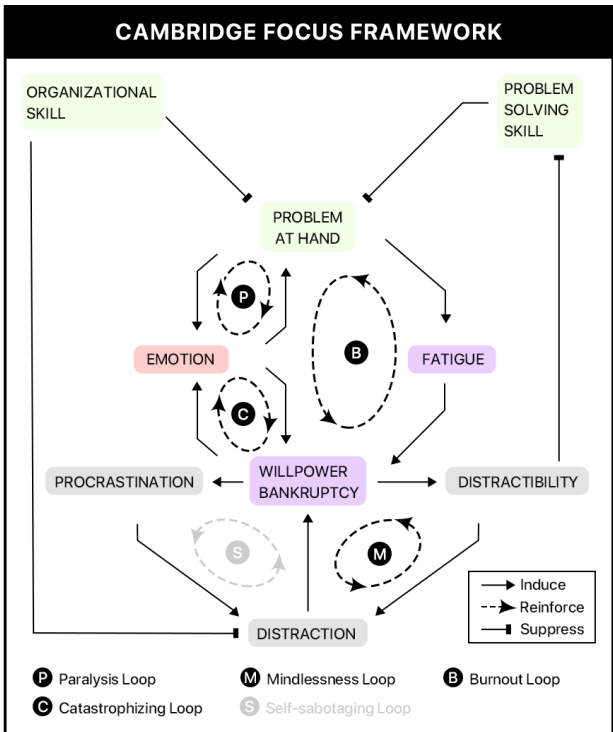 CAMBRIDGE FOCUS FRAMEWORK
ORGANIZATIONAL
SKILL
PROBLEM
SOLVING
SKILL
PROBLEM
AT HAND
P
EMOTION
B
FATIGUE
C
PROCRASTINATION
WILLPOWER
BANKRUPTCY
DISTRACTIBILITY
S
M
DISTRACTION
Induce
Reinforce
Suppress
P Paralysis Loop
M Mindlessness Loop
B Burnout Loop
C Catastrophizing Loop
S Self-sabotaging Loop